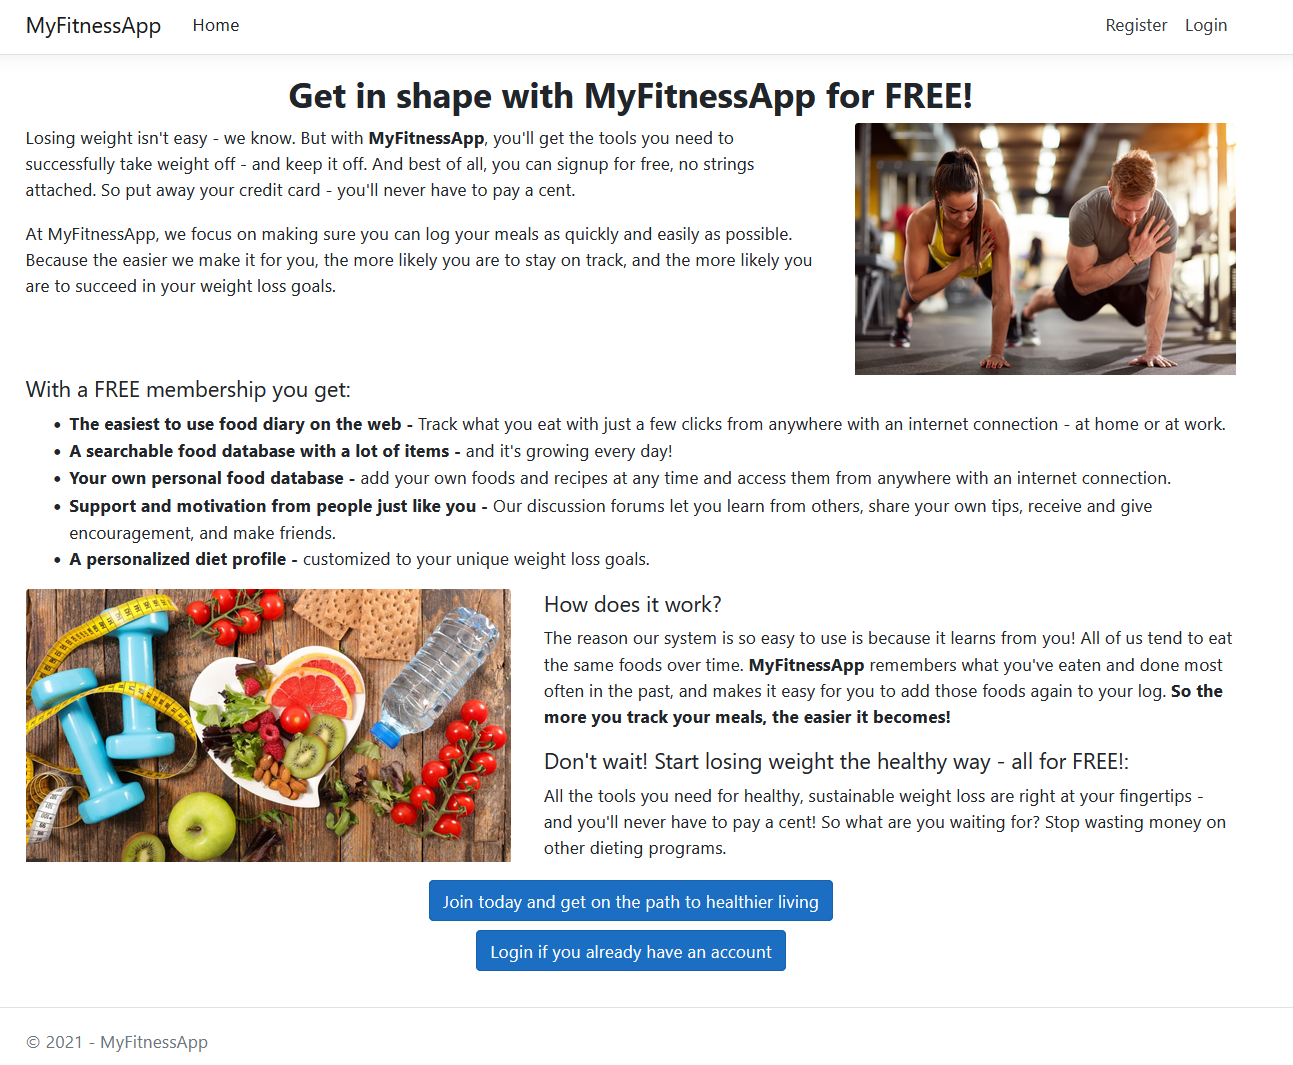 MyFitnessApp Home Register Login
Get in shape with MyFitnessApp for FREE!
Losing weight isn't easy - we know. But with MyFitnessApp, you'll get the tools you need to
successfully take weight off - and keep it off. And best of all, you can signup for free, no strings
attached. So put away your credit card - you'll never have to pay a cent.
At MyFitnessApp, we focus on making sure you can log your meals as quickly and easily as possible.
Because the easier we make it for you, the more likely you are to stay on track, and the more likely you
are to succeed in your weight loss goals.
With a FREE membership you get:
• The easiest to use food diary on the web - Track what you eat with just a few clicks from anywhere with an internet connection - at home or at work.
• A searchable food database with a lot of items - and it's growing every day!
• Your own personal food database - add your own foods and recipes at any time and access them from anywhere with an internet connection.
• Support and motivation from people just like you - Our discussion forums let you learn from others, share your own tips, receive and give
encouragement, and make friends.
• A personalized diet profile - customized to your unique weight loss goals.
How does it work?
The reason our system is so easy to use is because it learns from you! All of us tend to eat
the same foods over time. MyFitnessApp remembers what you've eaten and done most
often in the past, and makes it easy for you to add those foods again to your log. So the
more you track your meals, the easier it becomes!
Don't wait! Start losing weight the healthy way - all for FREE!:
All the tools you need for healthy, sustainable weight loss are right at your fingertips -
and you'll never have to pay a cent! So what are you waiting for? Stop wasting money on
other dieting programs.
Join today and get on the path to healthier living
Login if you already have an account
© 2021 - MyFitnessApp